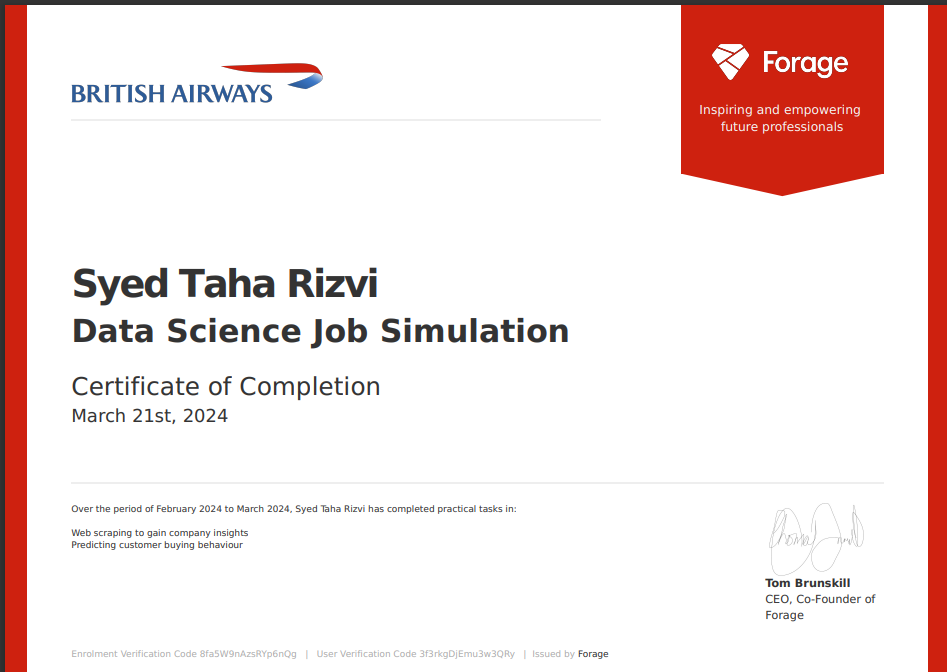 BRITISH AIRWAYS
Forage
Inspiring and empowering
future professionals
Syed Taha Rizvi
Data Science Job Simulation
Certificate of Completion
March 21st, 2024
Over the period of February 2024 to March 2024, Syed Taha Rizvi has completed practical tasks in:
Web scraping to gain company insights
Predicting customer buying behaviour
Tom Brunskill
CEO, Co-Founder of
Forage
Enrolment Verification Code 8fa5W9nAzsRYp6nQg | User Verification Code 3f3rkgDjEmu3w3QRy | Issued by Forage